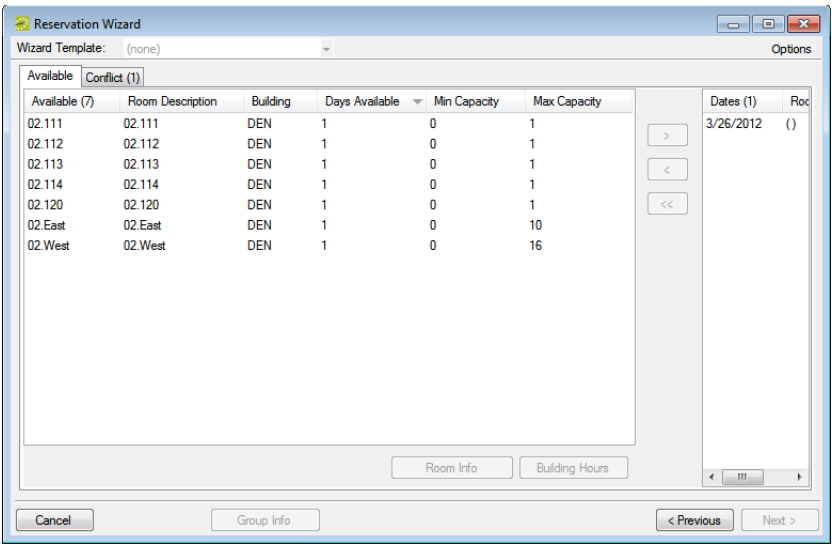 Reservation Wizard
Wizard Template: (none) Options
Available Conflict (1)
Available (7) Room Description Building Days Available Min Capacity Max Capacity Dates (1) Roo
02.111 02.111 DEN 1 0 1 > 3/26/2012 ( )
02.112 02.112 DEN 1 0 1
02.113 02.113 DEN 1 0 1 <
02.114 02.114 DEN 1 0 1
02.120 02.120 DEN 1 0 1 <<
02.East 02.East DEN 1 0 10
02.West 02.West DEN 1 0 16
Room Info Building Hours
Cancel Group Info < Previous Next >